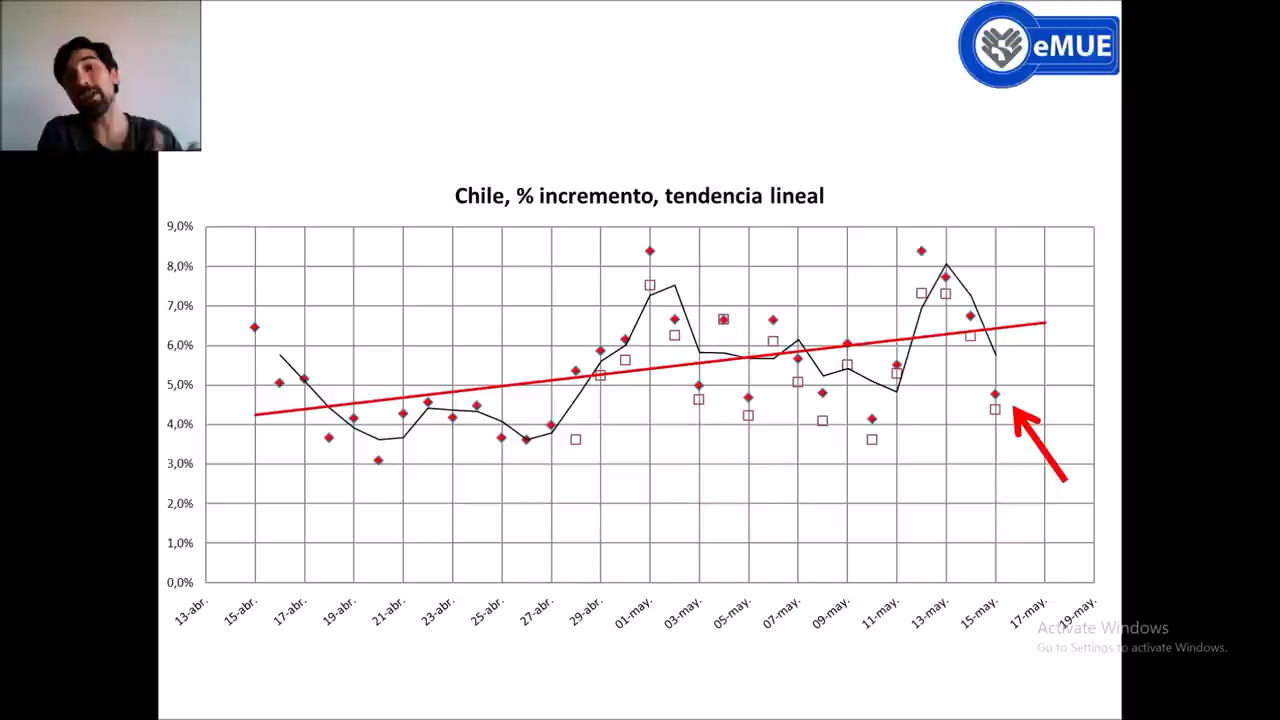 eMUE
Chile, % incremento, tendencia lineal
9,0%
8,0%
7,0%
6,0%
5,0%
4,0%
3,0%
2,0%
1,0%
0,0%
13-abr. 15-abr. 17-abr. 19-abr. 21-abr. 23-abr. 25-abr. 27-abr. 29-abr. 01-may. 03-may. 05-may. 07-may. 09-may. 11-may. 13-may. 15-may. 17-may. 19-may.
Activate Windows
Go to Settings to activate Windows.